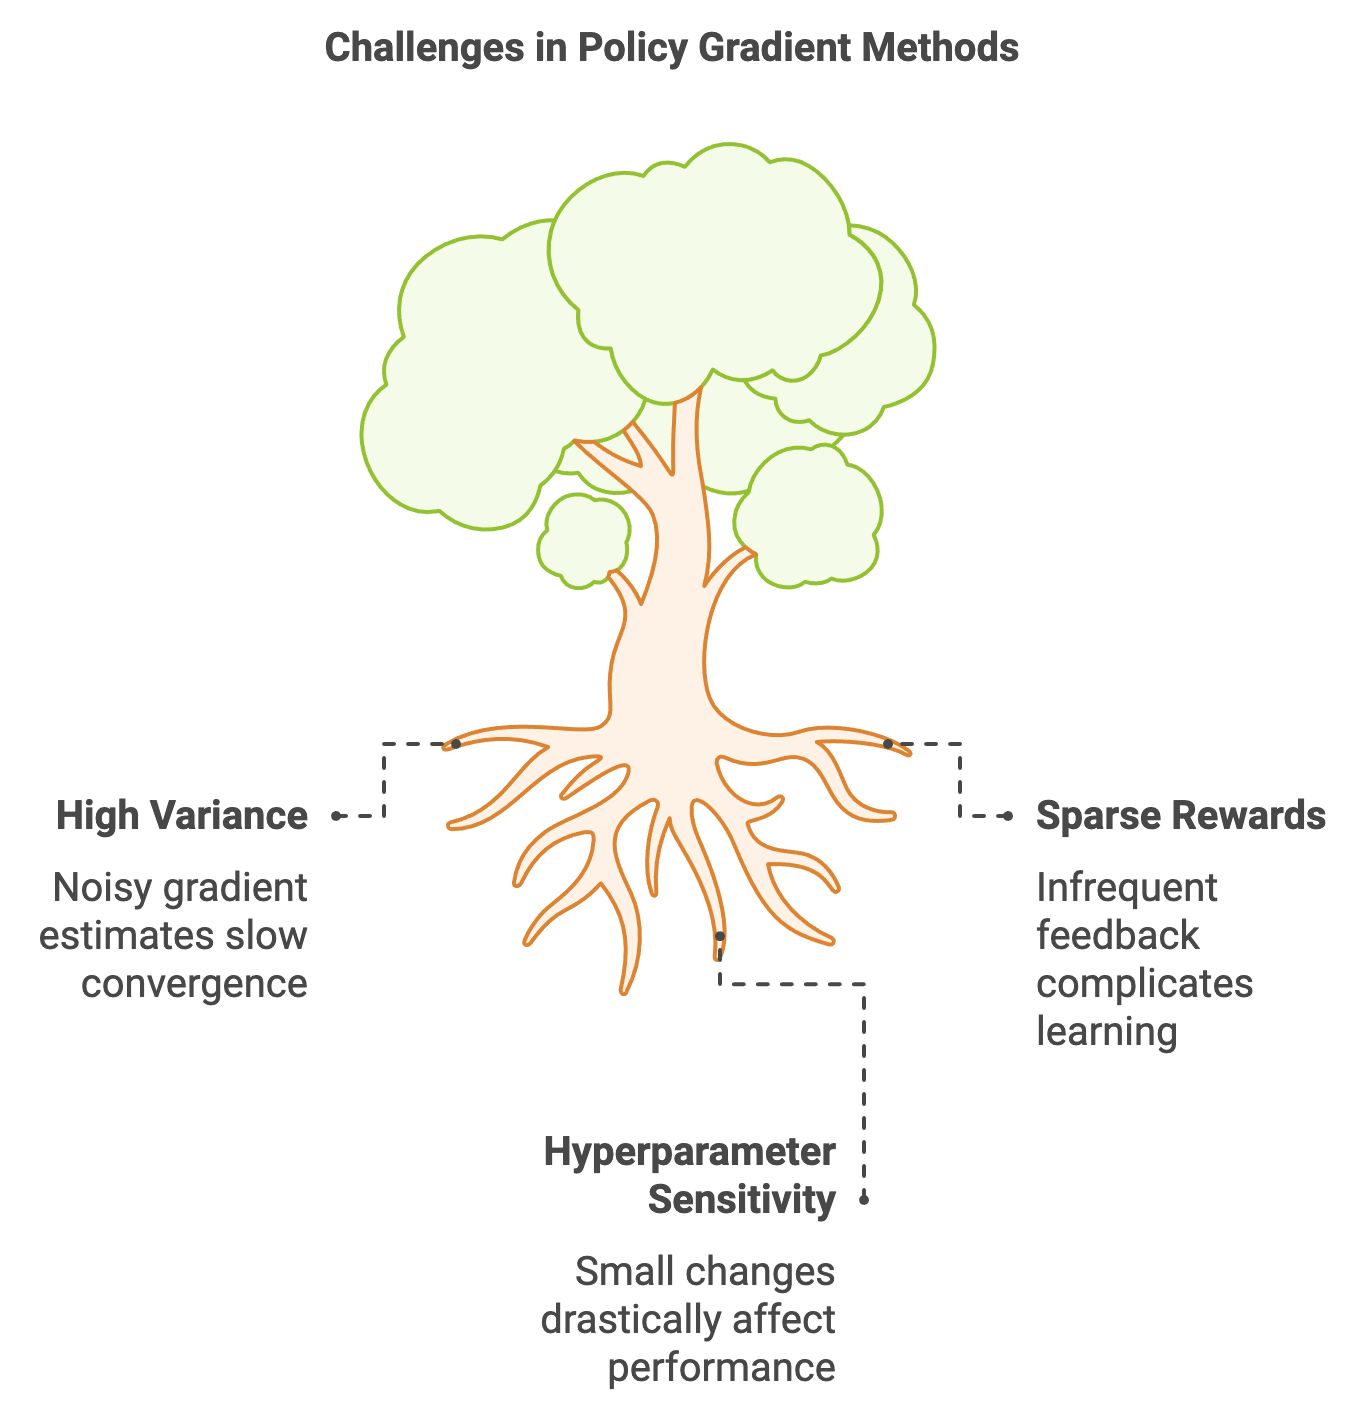 Challenges in Policy Gradient Methods
High Variance
Noisy gradient
estimates slow
convergence
Sparse Rewards
Infrequent
feedback
complicates
learning
Hyperparameter
Sensitivity
Small changes
drastically affect
performance